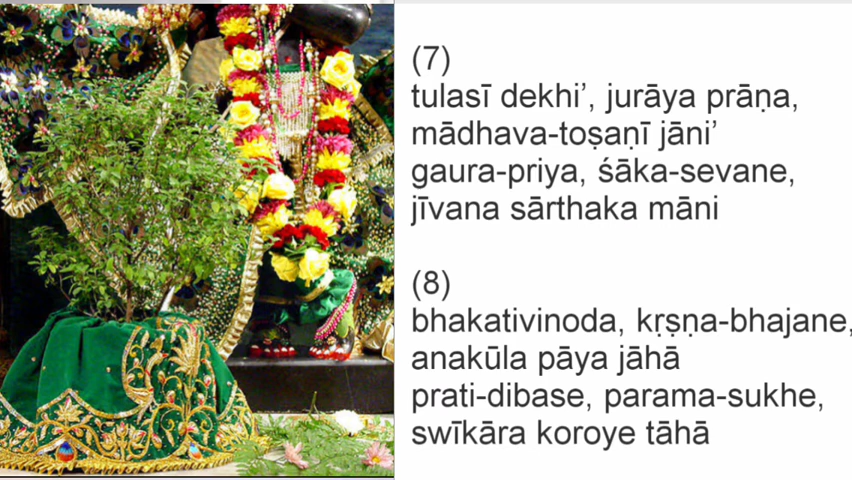 (7)
tulasī dekhi’, jurāya prāṇa,
mādhava-toṣaṇī jāni’
gaura-priya, śāka-sevane,
jīvana sārthaka māni
(8)
bhakativinoda, kṛṣṇa-bhajane,
anakūla pāya jāhā
prati-dibase, parama-sukhe,
swīkāra koroye tāhā